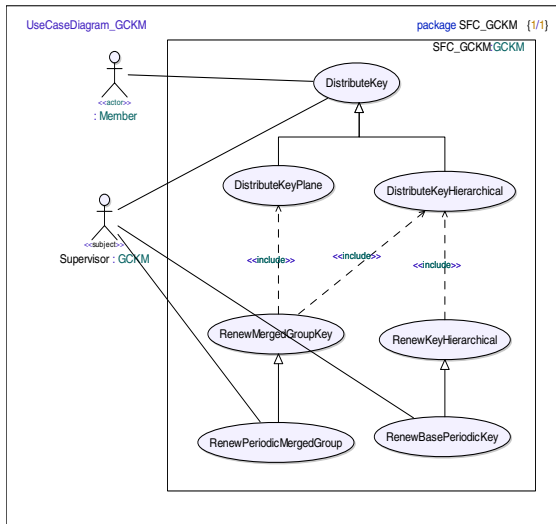 UseCaseDiagram_GCKM
package SFC_GCKM {1/1}
SFC_GCKM:GCKM
DistributeKey
<<actor>>
: Member
DistributeKeyPlane
DistributeKeyHierarchical
<<subject>>
Supervisor : GCKM
<<include>>
<<include>>
<<include>>
RenewMergedGroupKey
RenewKeyHierarchical
RenewPeriodicMergedGroup
RenewBasePeriodicKey